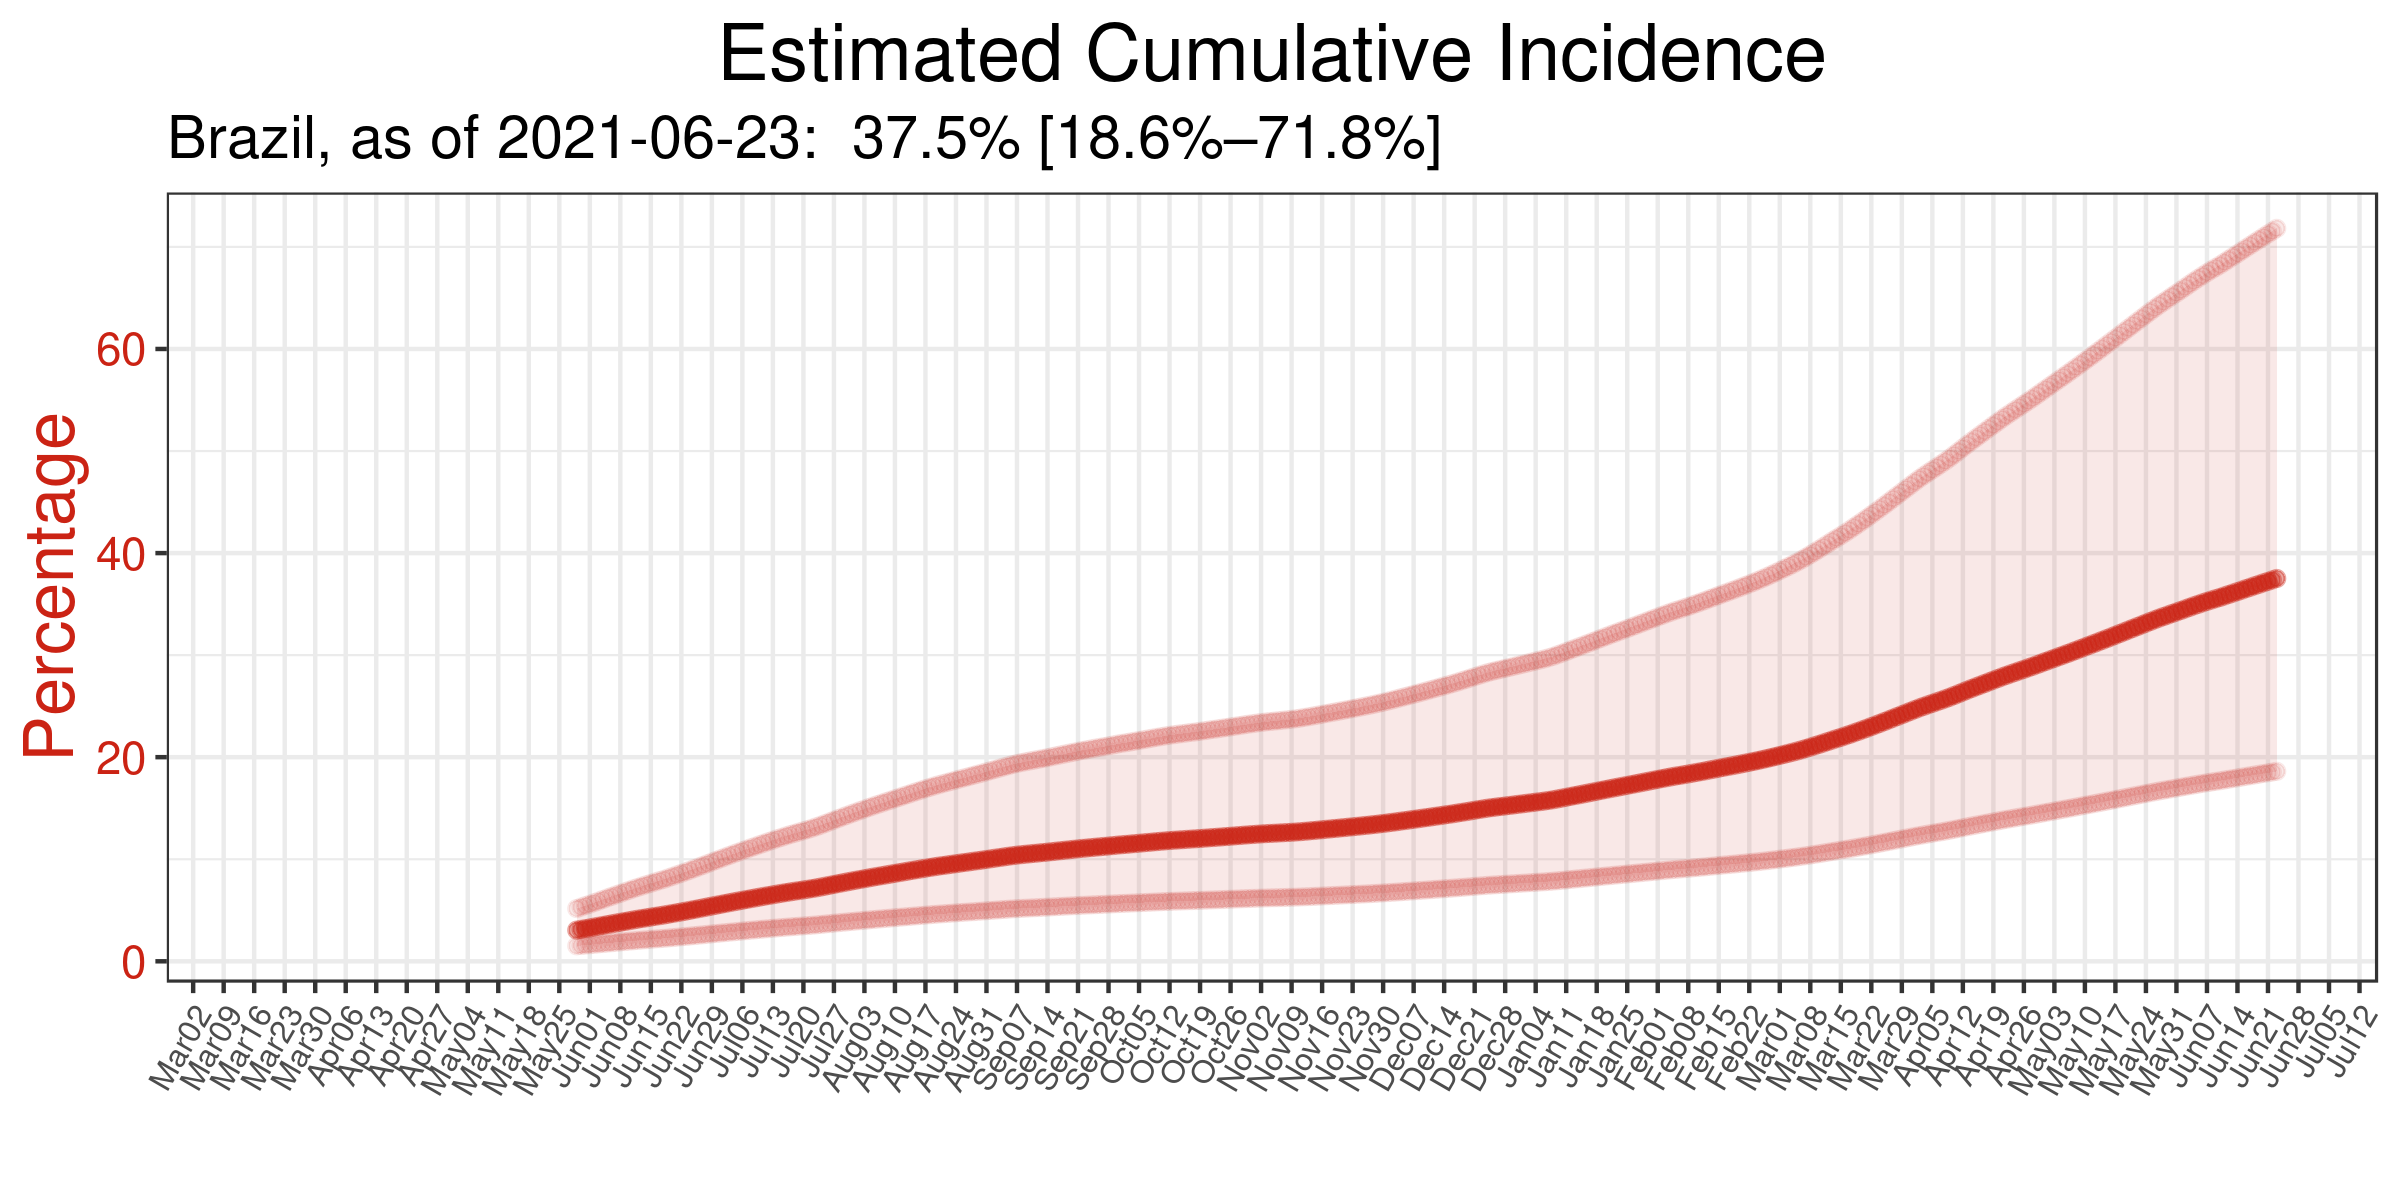 Estimated Cumulative Incidence
Brazil, as of 2021-06-23:  37.5% [18.6%–71.8%]
Percentage
60
40
20
0
Mar02
Mar09
Mar16
Mar23
Mar30
Apr06
Apr13
Apr20
Apr27
May04
May11
May18
May25
Jun01
Jun08
Jun15
Jun22
Jun29
Jul06
Jul13
Jul20
Jul27
Aug03
Aug10
Aug17
Aug24
Aug31
Sep07
Sep14
Sep21
Sep28
Oct05
Oct12
Oct19
Oct26
Nov02
Nov09
Nov16
Nov23
Nov30
Dec07
Dec14
Dec21
Dec28
Jan04
Jan11
Jan18
Jan25
Feb01
Feb08
Feb15
Feb22
Mar01
Mar08
Mar15
Mar22
Mar29
Apr05
Apr12
Apr19
Apr26
May03
May10
May17
May24
May31
Jun07
Jun14
Jun21
Jun28
Jul05
Jul12